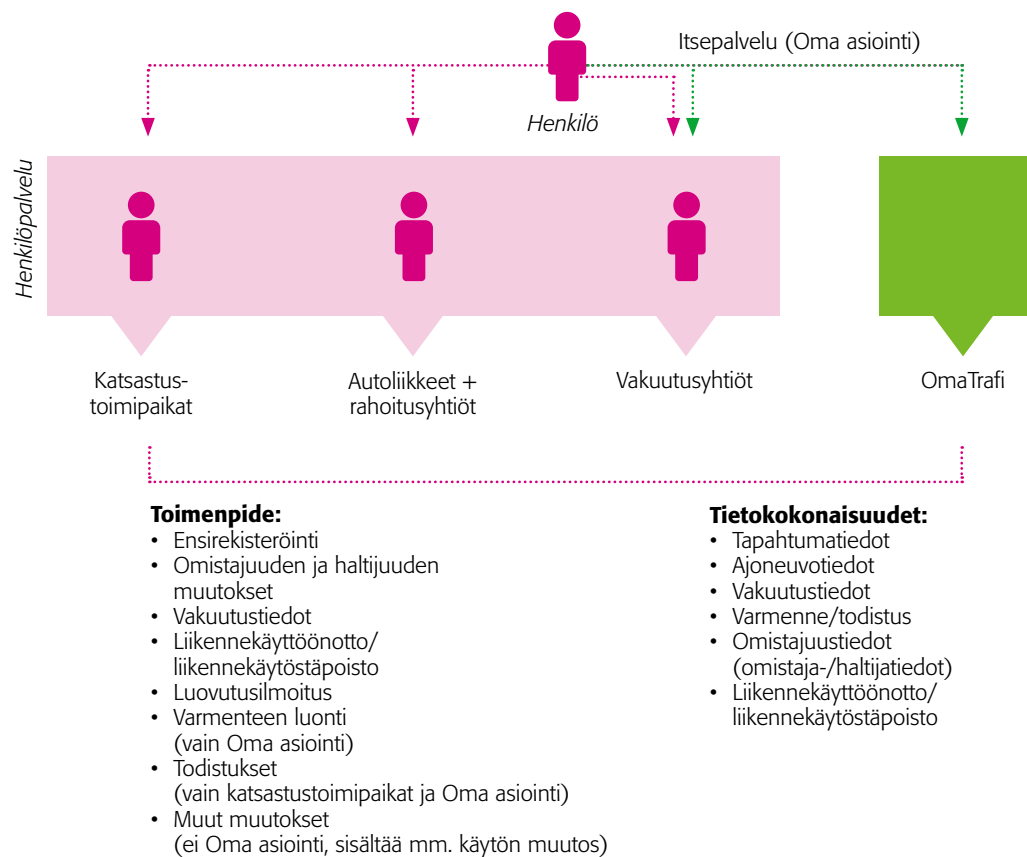 Itsepalvelu (Oma asiointi)
Henkilö
Henkilöpalvelu
Katsastus-
toimipaikat
Autoliikkeet +
rahoitusyhtiöt
Vakuutusyhtiöt
OmaTrafi
Toimenpide:
• Ensirekisteröinti
• Omistajuuden ja haltijuuden
muutokset
• Vakuutustiedot
• Liikennekäyttöönotto/
liikennekäytöstäpoisto
• Luovutusilmoitus
• Varmenteen luonti
(vain Oma asiointi)
• Todistukset
(vain katsastustoimipaikat ja Oma asiointi)
• Muut muutokset
(ei Oma asiointi, sisältää mm. käytön muutos)
Tietokokonaisuudet:
• Tapahtumatiedot
• Ajoneuvotiedot
• Vakuutustiedot
• Varmenne/todistus
• Omistajuustiedot
(omistaja-/haltijatiedot)
• Liikennekäyttöönotto/
liikennekäytöstäpoisto